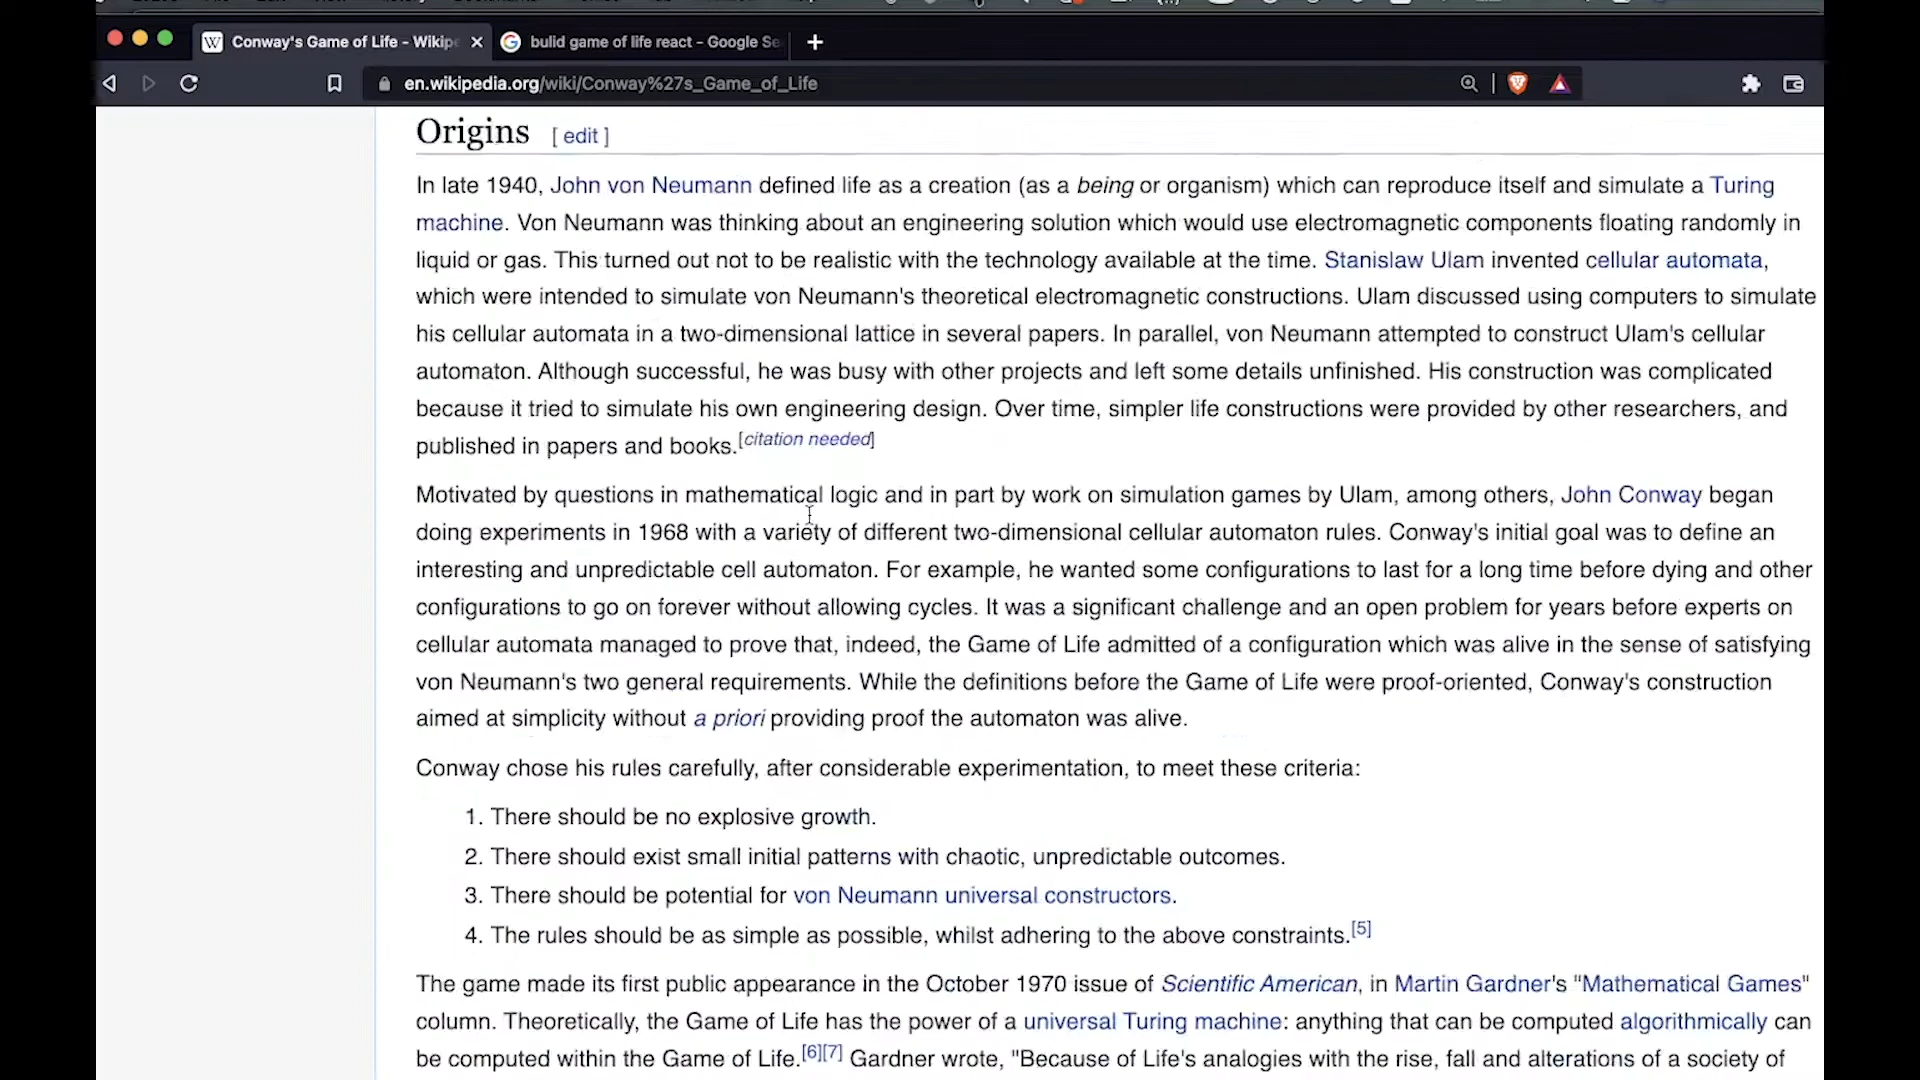 Conway's Game of Life - Wikipe
bulid game of life react - Google Se
en.wikipedia.org/wiki/Conway%27s_Game_of_Life
Origins [ edit ]
In late 1940, John von Neumann defined life as a creation (as a being or organism) which can reproduce itself and simulate a Turing
machine. Von Neumann was thinking about an engineering solution which would use electromagnetic components floating randomly in
liquid or gas. This turned out not to be realistic with the technology available at the time. Stanislaw Ulam invented cellular automata,
which were intended to simulate von Neumann's theoretical electromagnetic constructions. Ulam discussed using computers to simulate
his cellular automata in a two-dimensional lattice in several papers. In parallel, von Neumann attempted to construct Ulam's cellular
automaton. Although successful, he was busy with other projects and left some details unfinished. His construction was complicated
because it tried to simulate his own engineering design. Over time, simpler life constructions were provided by other researchers, and
published in papers and books.[citation needed]
Motivated by questions in mathematical logic and in part by work on simulation games by Ulam, among others, John Conway began
doing experiments in 1968 with a variety of different two-dimensional cellular automaton rules. Conway's initial goal was to define an
interesting and unpredictable cell automaton. For example, he wanted some configurations to last for a long time before dying and other
configurations to go on forever without allowing cycles. It was a significant challenge and an open problem for years before experts on
cellular automata managed to prove that, indeed, the Game of Life admitted of a configuration which was alive in the sense of satisfying
von Neumann's two general requirements. While the definitions before the Game of Life were proof-oriented, Conway's construction
aimed at simplicity without a priori providing proof the automaton was alive.
Conway chose his rules carefully, after considerable experimentation, to meet these criteria:
1. There should be no explosive growth.
2. There should exist small initial patterns with chaotic, unpredictable outcomes.
3. There should be potential for von Neumann universal constructors.
4. The rules should be as simple as possible, whilst adhering to the above constraints.[5]
The game made its first public appearance in the October 1970 issue of Scientific American, in Martin Gardner's "Mathematical Games"
column. Theoretically, the Game of Life has the power of a universal Turing machine: anything that can be computed algorithmically can
be computed within the Game of Life.[6][7] Gardner wrote, "Because of Life's analogies with the rise, fall and alterations of a society of